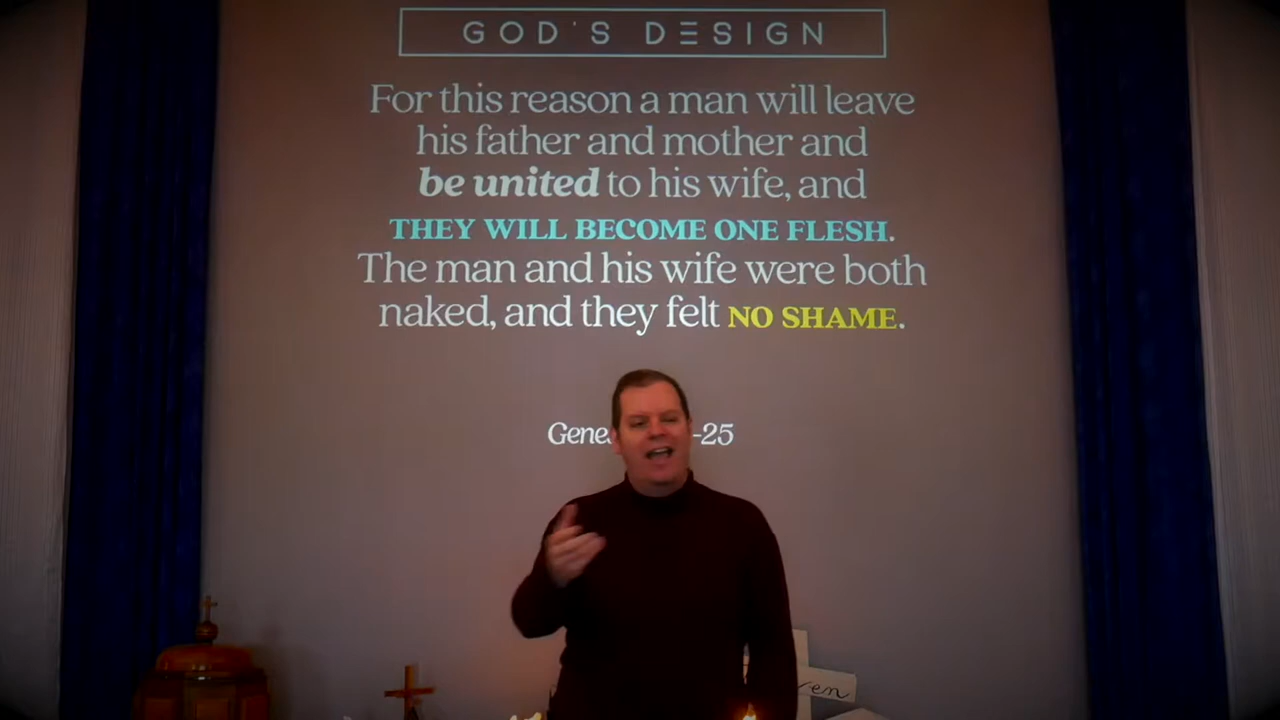 GOD'S DESIGN
For this reason a man will leave
his father and mother and
be united to his wife, and
THEY WILL BECOME ONE FLESH.
The man and his wife were both
naked, and they felt NO SHAME.
-25